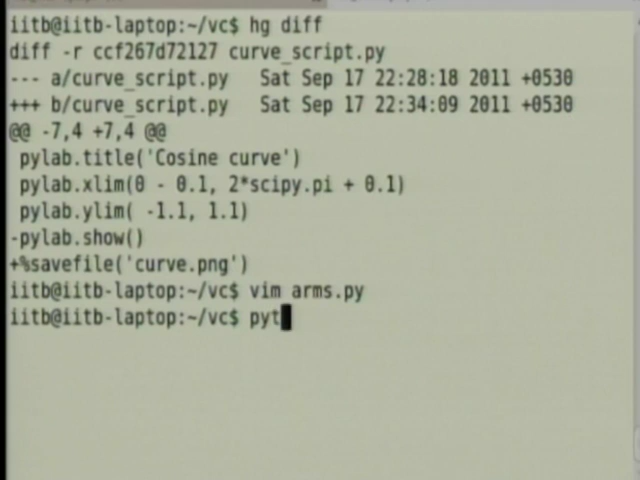 iitb@iitb-laptop:~/vc$ hg diff
diff -r ccf267d72127 curve_script.py
--- a/curve_script.py   Sat Sep 17 22:28:18 2011 +0530
+++ b/curve_script.py   Sat Sep 17 22:34:09 2011 +0530
@@ -7,4 +7,4 @@
 pylab.title('Cosine curve')
 pylab.xlim(0 - 0.1, 2*scipy.pi + 0.1)
 pylab.ylim( -1.1, 1.1)
-pylab.show()
+%savefile('curve.png')
iitb@iitb-laptop:~/vc$ vim arms.py
iitb@iitb-laptop:~/vc$ pyt